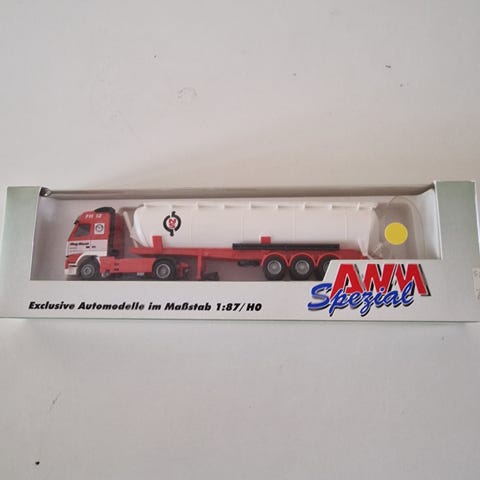 FH 12
Exclusive Automodelle im Maßstab 1:87/H0
AWM
Spezial